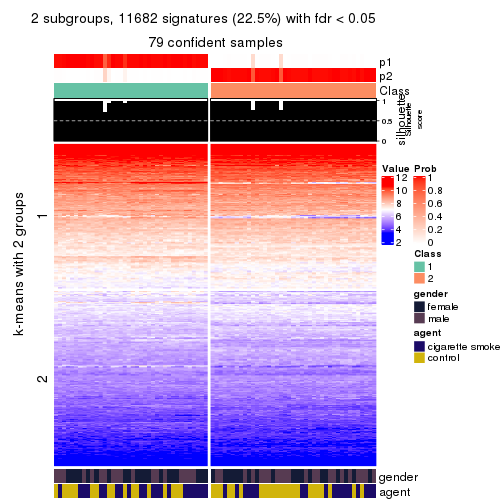 2 subgroups, 11682 signatures (22.5%) with fdr < 0.05
79 confident samples
p1
p2
Class
silhouette
Silhouette
score
1
0.5
0
k-means with 2 groups
1
2
Value
12
10
8
6
4
2
Prob
1
0.8
0.6
0.4
0.2
0
Class
1
2
gender
female
male
agent
cigarette smoke
control
gender
agent